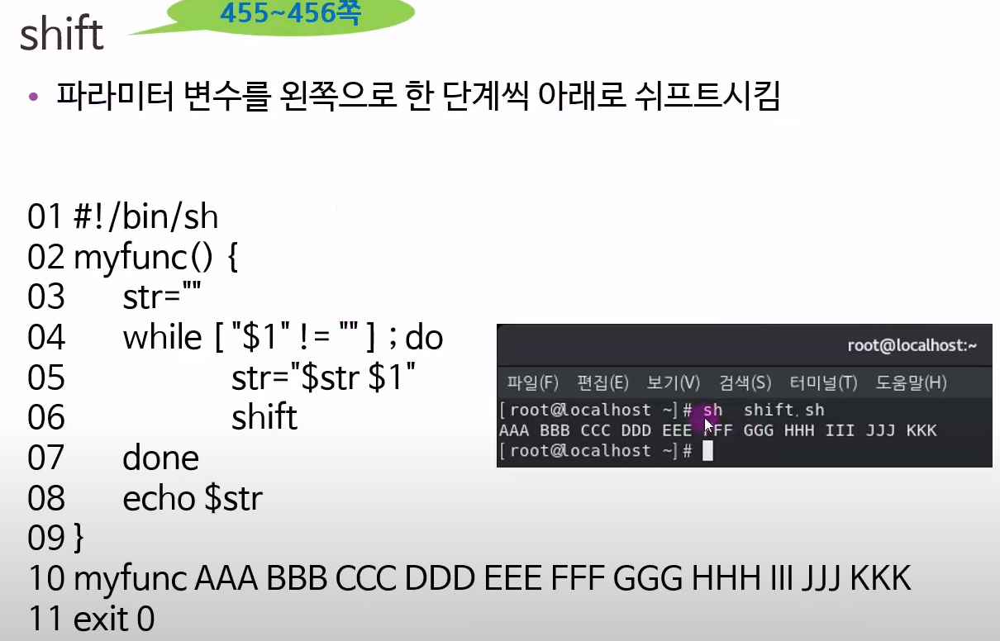 455~456쪽
shift
• 파라미터 변수를 왼쪽으로 한 단계씩 아래로 쉬프트시킴
01 #!/bin/sh
02 myfunc() {
03 str=""
04 while [ "$1" != "" ] ; do
05 str="$str $1"
06 shift
07 done
08 echo $str
09 }
10 myfunc AAA BBB CCC DDD EEE FFF GGG HHH III JJJ KKK
11 exit 0
root@localhost:~
파일(F) 편집(E) 보기(V) 검색(S) 터미널(T) 도움말(H)
[root@localhost ~]# sh shift.sh
AAA BBB CCC DDD EEE FFF GGG HHH III JJJ KKK
[root@localhost ~]#